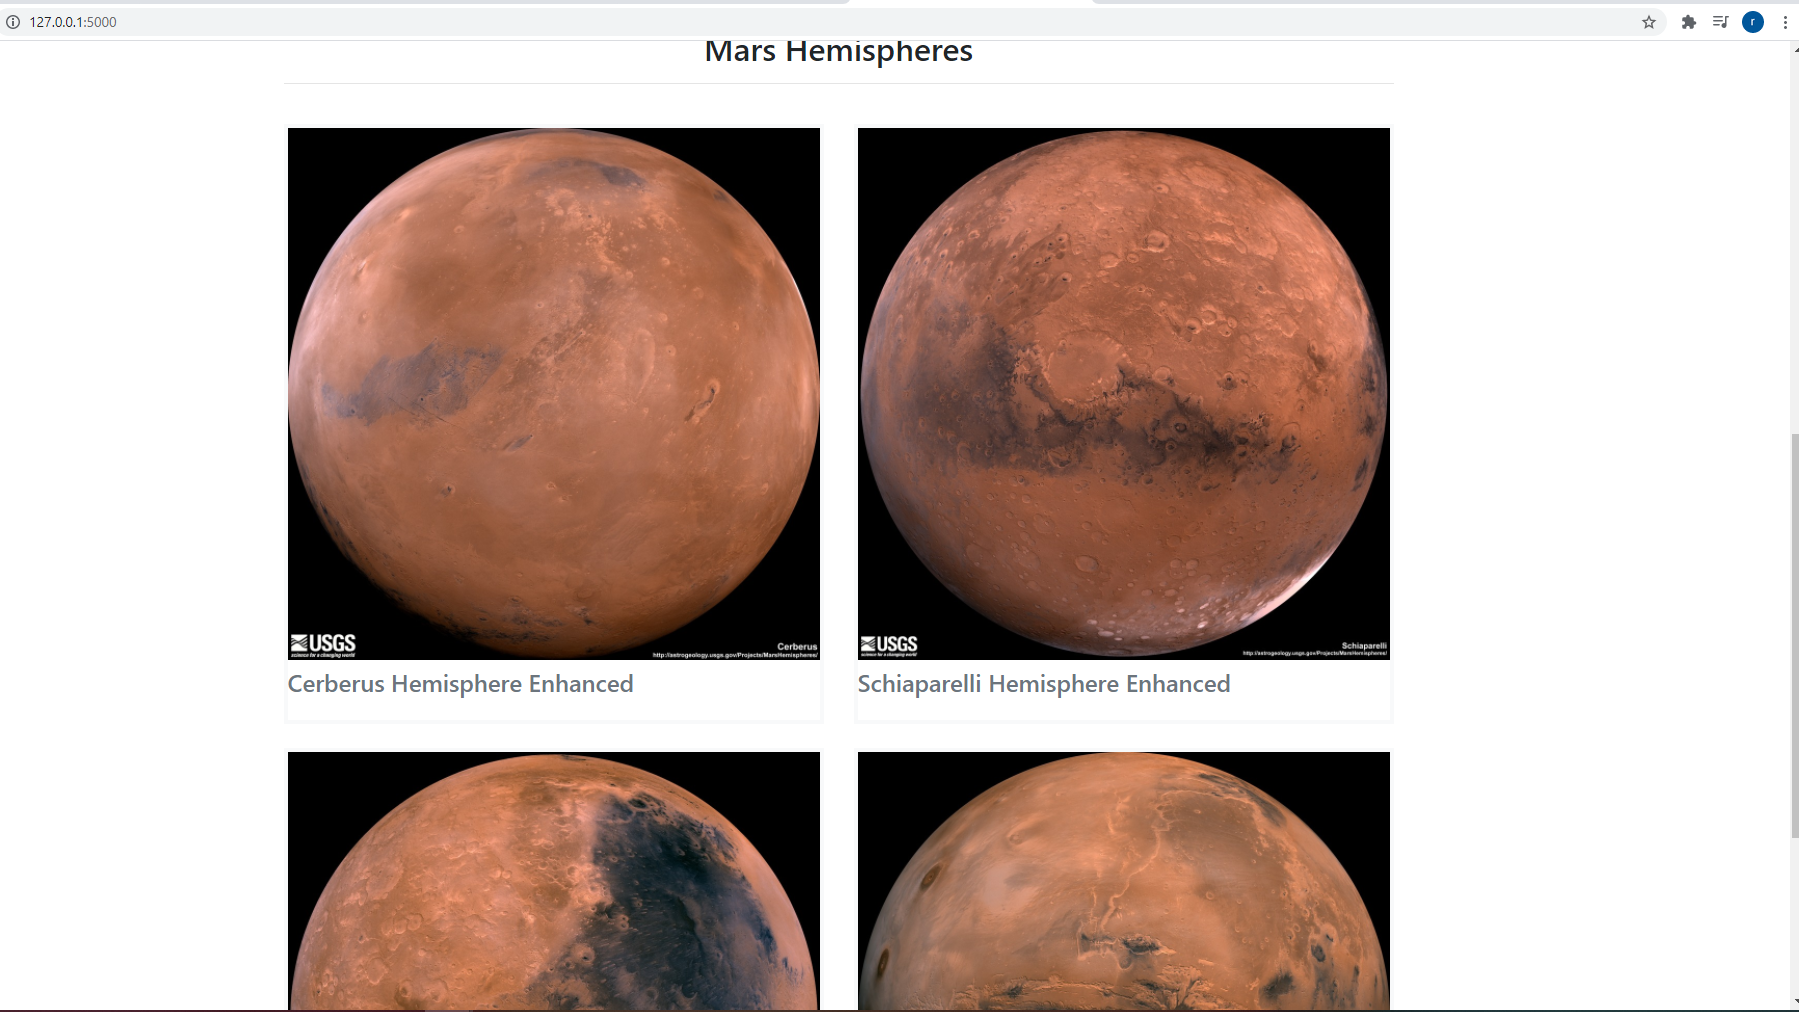 127.0.0.1:5000
r
Mars Hemispheres
USGS
science for a changing world
Cerberus
http://astrogeology.usgs.gov/Projects/MarsHemispheres/
USGS
science for a changing world
Schiaparelli
http://astrogeology.usgs.gov/Projects/MarsHemispheres/
Cerberus Hemisphere Enhanced
Schiaparelli Hemisphere Enhanced